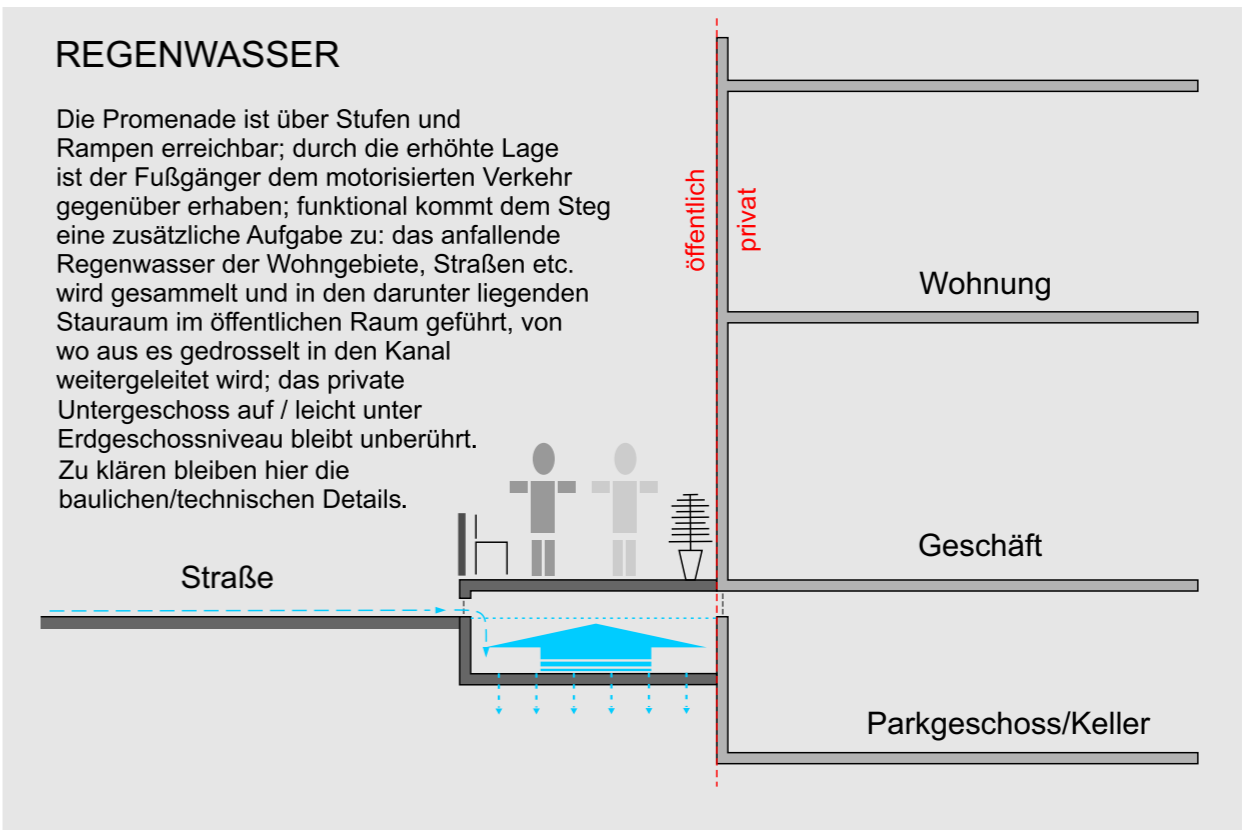 REGENWASSER
Die Promenade ist über Stufen und
Rampen erreichbar; durch die erhöhte Lage
ist der Fußgänger dem motorisierten Verkehr
gegenüber erhaben; funktional kommt dem Steg
eine zusätzliche Aufgabe zu: das anfallende
Regenwasser der Wohngebiete, Straßen etc.
wird gesammelt und in den darunter liegenden
Stauraum im öffentlichen Raum geführt, von
wo aus es gedrosselt in den Kanal
weitergeleitet wird; das private
Untergeschoss auf / leicht unter
Erdgeschossniveau bleibt unberührt.
Zu klären bleiben hier die
baulichen/technischen Details.
öffentlich
privat
Wohnung
Geschäft
Straße
Parkgeschoss/Keller